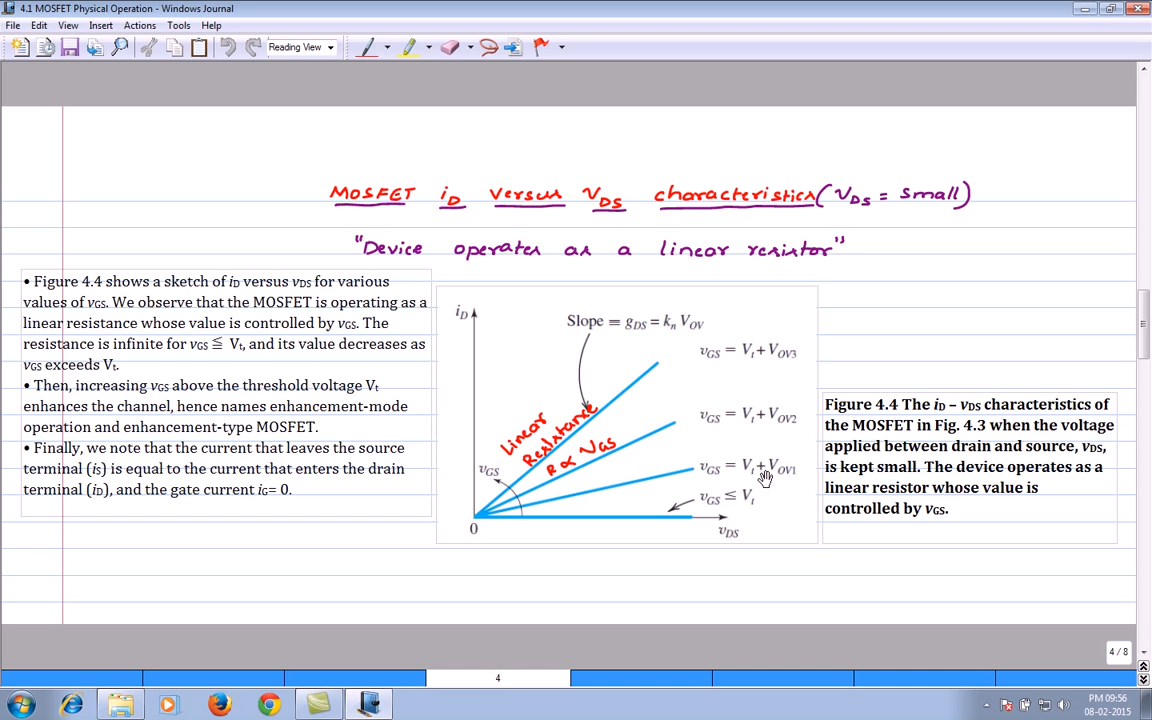 4.1 MOSFET Physical Operation - Windows Journal
File Edit View Insert Actions Tools Help
Reading View
MOSFET iD versus VDS characteristics (VDS = small)
"Device operates as a linear resistor"
• Figure 4.4 shows a sketch of iD versus vDS for various
values of vGS. We observe that the MOSFET is operating as a
linear resistance whose value is controlled by vGS. The
resistance is infinite for vGS ≦ Vt, and its value decreases as
vGS exceeds Vt.
• Then, increasing vGS above the threshold voltage Vt
enhances the channel, hence names enhancement-mode
operation and enhancement-type MOSFET.
• Finally, we note that the current that leaves the source
terminal (iS) is equal to the current that enters the drain
terminal (iD), and the gate current iG= 0.
iD
Slope ≡ gDS = kn VOV
vGS = Vt + VOV3
vGS = Vt + VOV2
vGS = Vt + VOV1
vGS ≤ Vt
Linear
Resistance
R ∝ VGS
vGS
0
vDS
Figure 4.4 The iD – vDS characteristics of
the MOSFET in Fig. 4.3 when the voltage
applied between drain and source, vDS,
is kept small. The device operates as a
linear resistor whose value is
controlled by vGS.
4 / 8
4
PM 09:56
08-02-2015